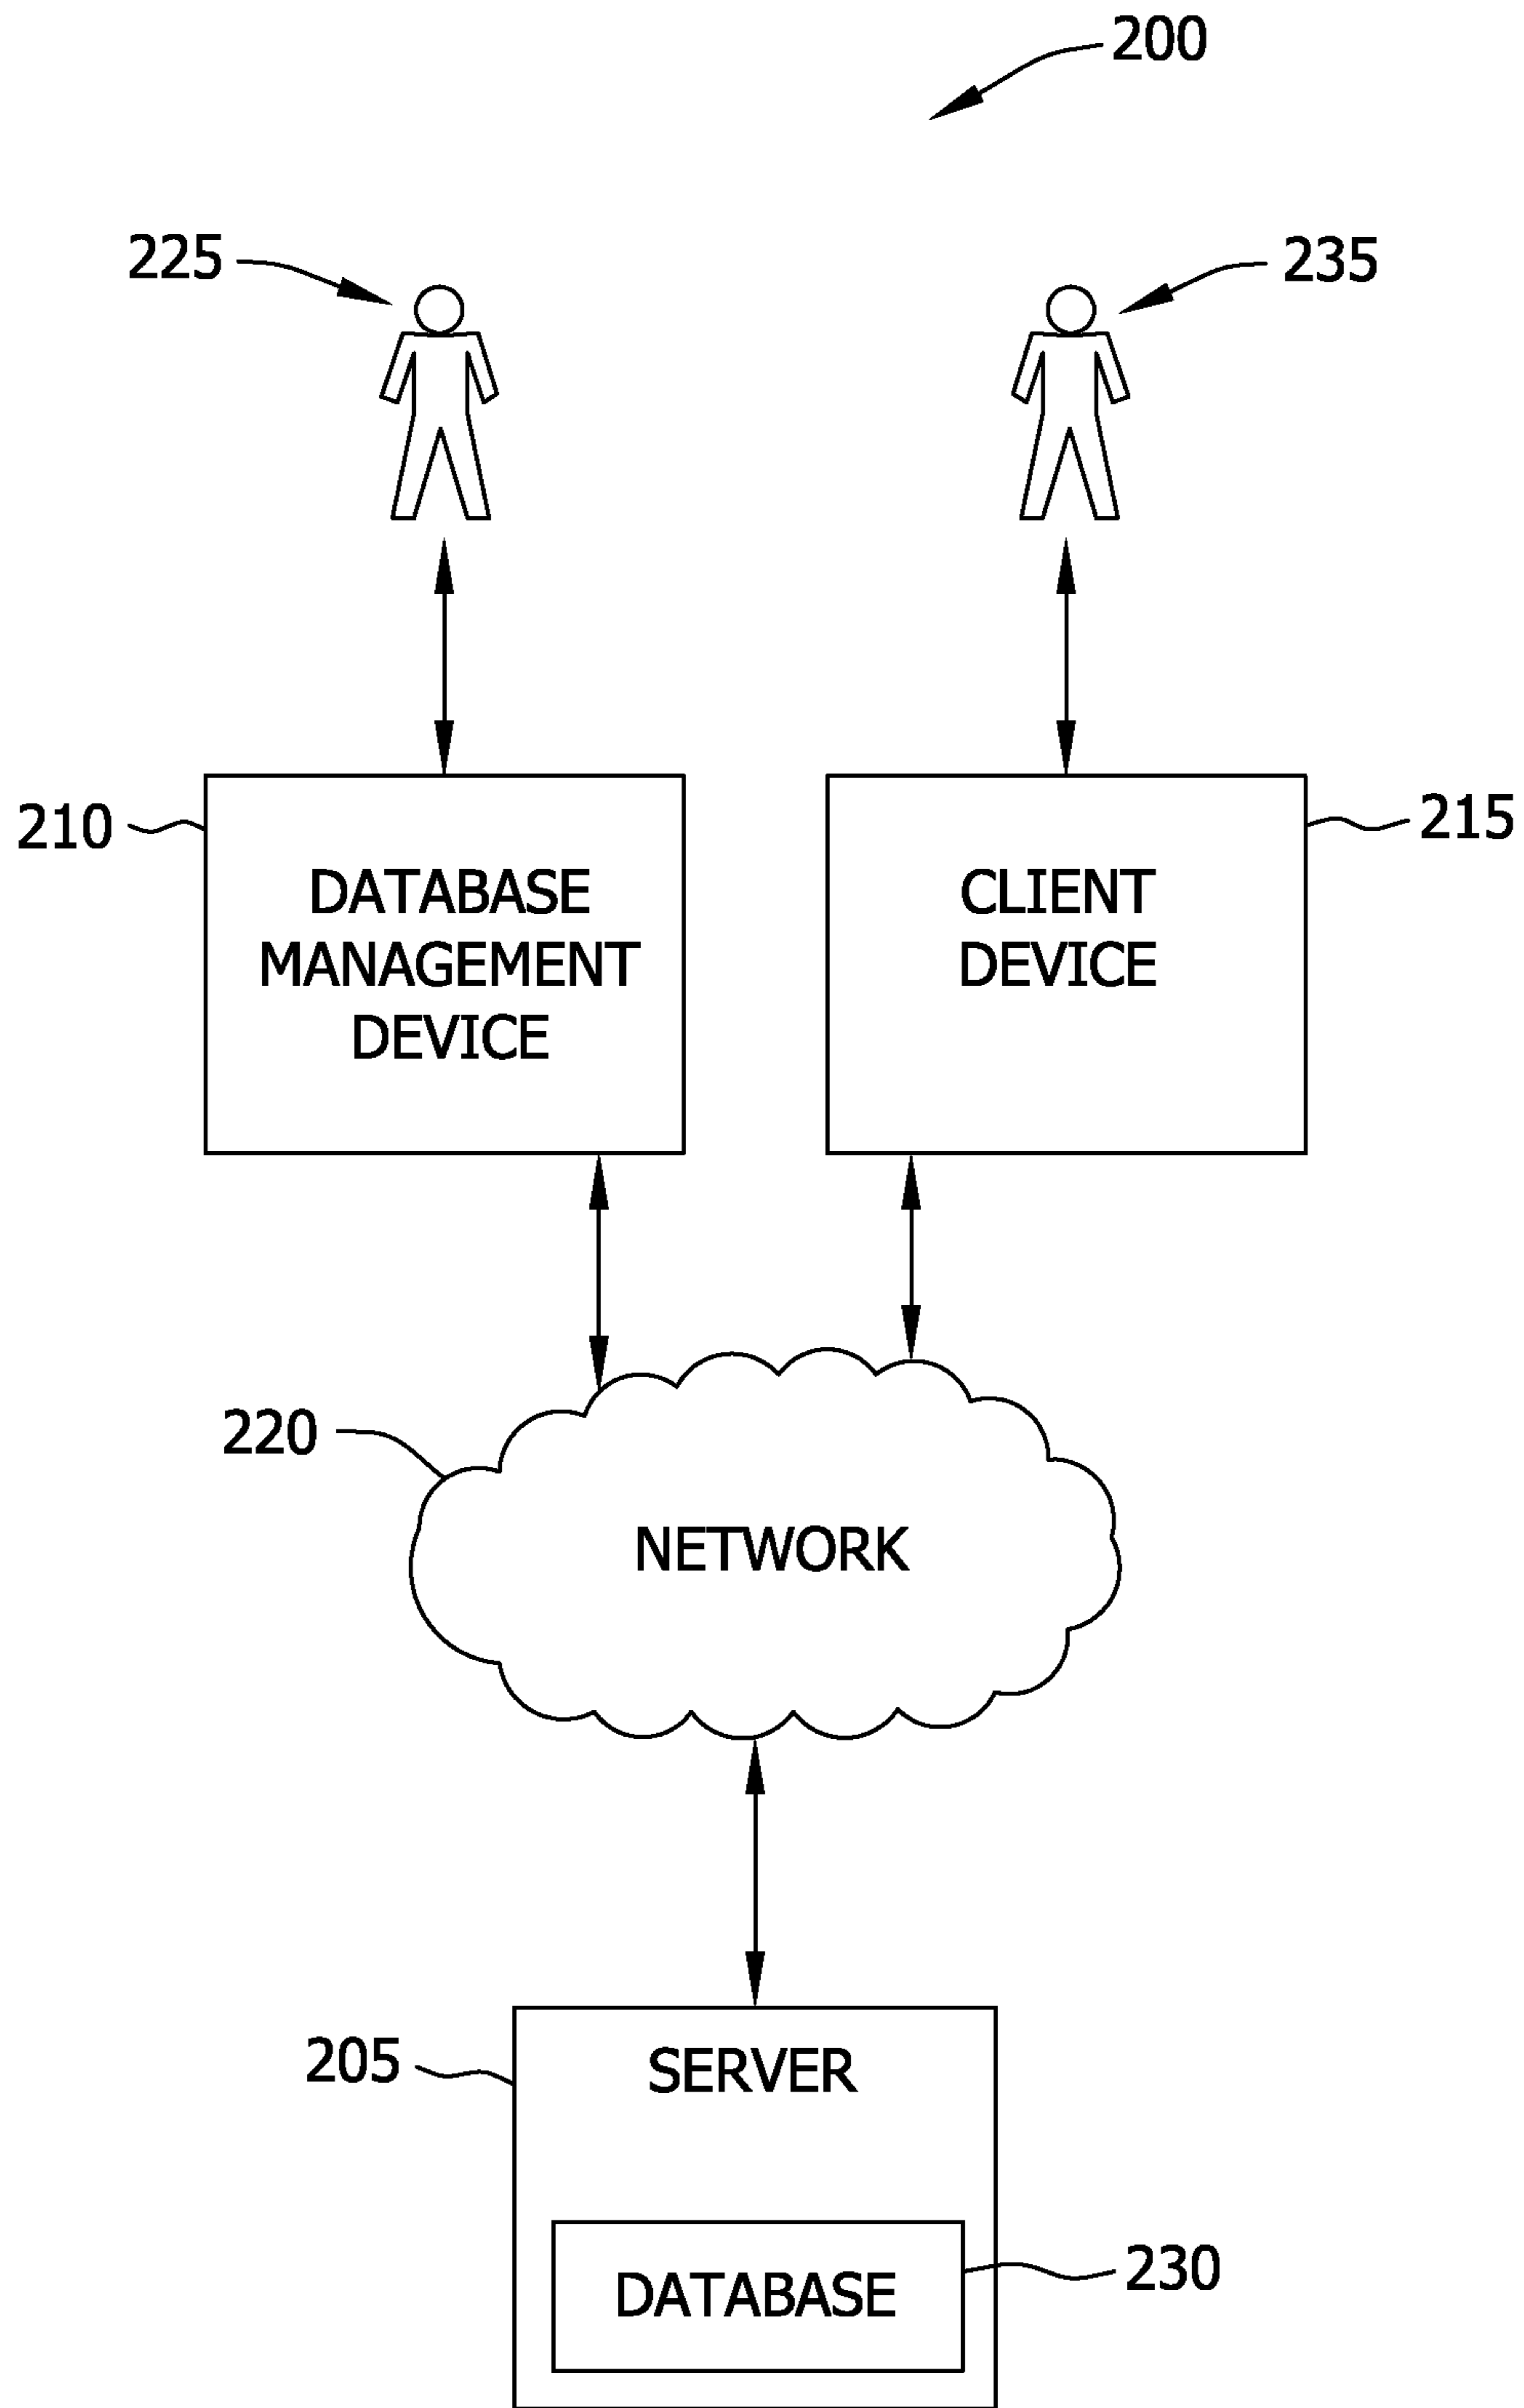 200
225
235
210
215
DATABASE
MANAGEMENT
DEVICE
CLIENT
DEVICE
220
NETWORK
205
SERVER
230
DATABASE